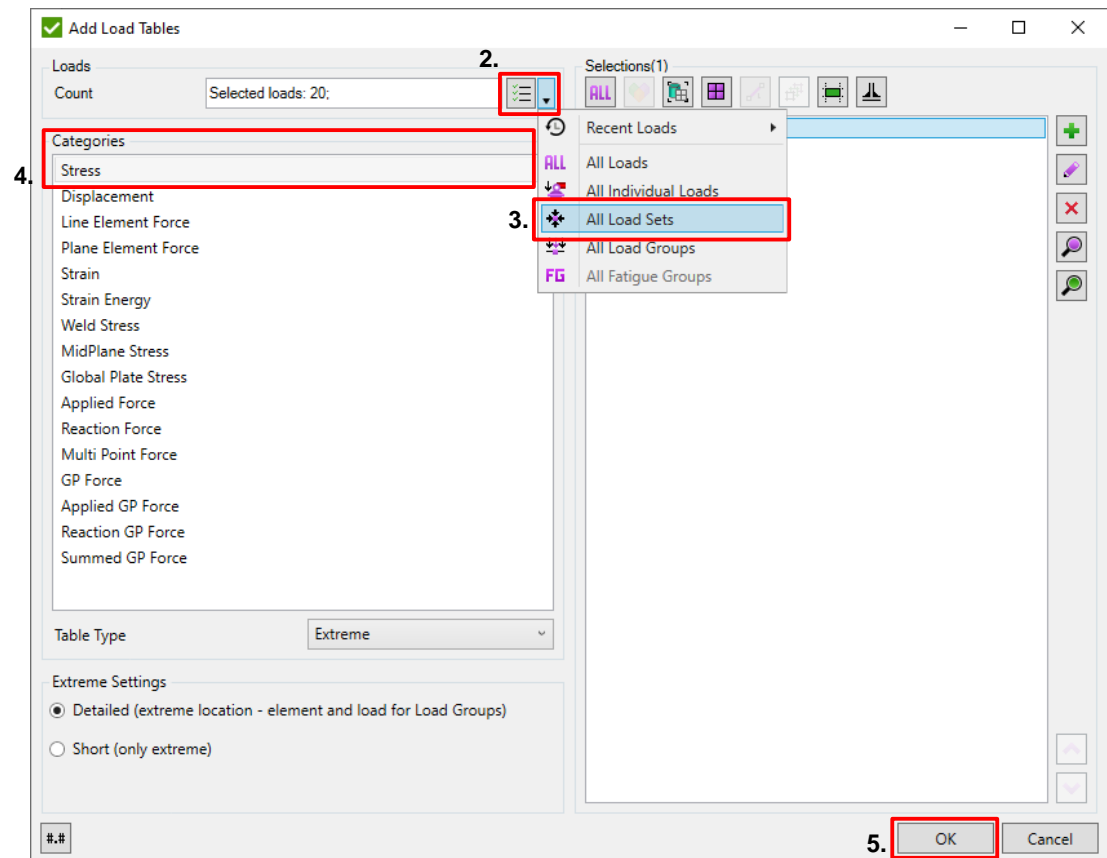 Add Load Tables
Loads
Count
Selected loads: 20;
2.
Selections(1)
ALL
Recent Loads
ALL All Loads
All Individual Loads
3.
All Load Sets
All Load Groups
FG All Fatigue Groups
4.
Categories
Stress
Displacement
Line Element Force
Plane Element Force
Strain
Strain Energy
Weld Stress
MidPlane Stress
Global Plate Stress
Applied Force
Reaction Force
Multi Point Force
GP Force
Applied GP Force
Reaction GP Force
Summed GP Force
Table Type
Extreme
Extreme Settings
Detailed (extreme location - element and load for Load Groups)
Short (only extreme)
#.#
5.
OK
Cancel